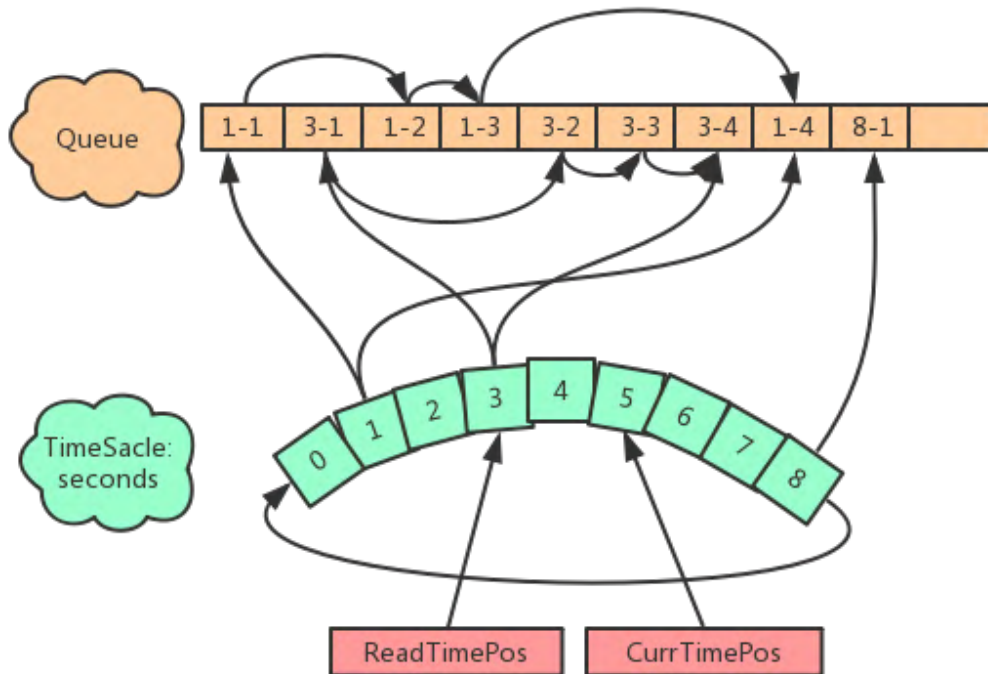 Queue
1-1 3-1 1-2 1-3 3-2 3-3 3-4 1-4 8-1
TimeSacle:
seconds
0 1 2 3 4 5 6 7 8
ReadTimePos CurrTimePos